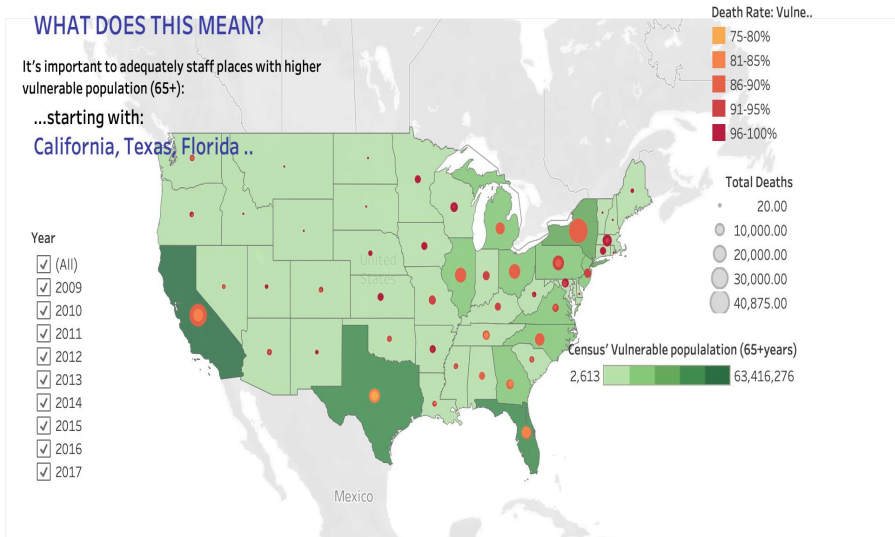 WHAT DOES THIS MEAN?
It's important to adequately staff places with higher
vulnerable population (65+):
...starting with:
California, Texas, Florida ..
Year
(All)
2009
2010
2011
2012
2013
2014
2015
2016
2017
United
States
Mexico
Death Rate: Vulne..
75-80%
81-85%
86-90%
91-95%
96-100%
Total Deaths
20.00
10,000.00
20,000.00
30,000.00
40,875.00
Census' Vulnerable populalation (65+years)
2,613 63,416,276